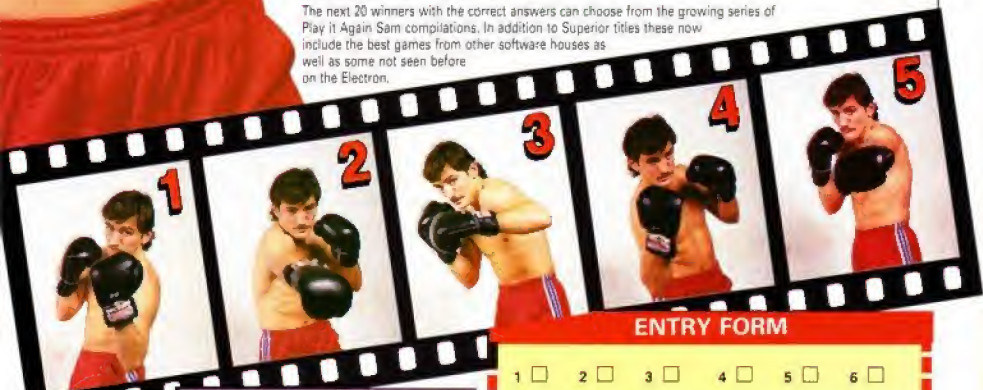 The next 20 winners with the correct answers can choose from the growing series of
Play it Again Sam compilations. In addition to Superior titles these now
include the best games from other software houses as
well as some not seen before
on the Electron.
1 2 3 4 5
ENTRY FORM
1 □ 2 □ 3 □ 4 □ 5 □ 6 □